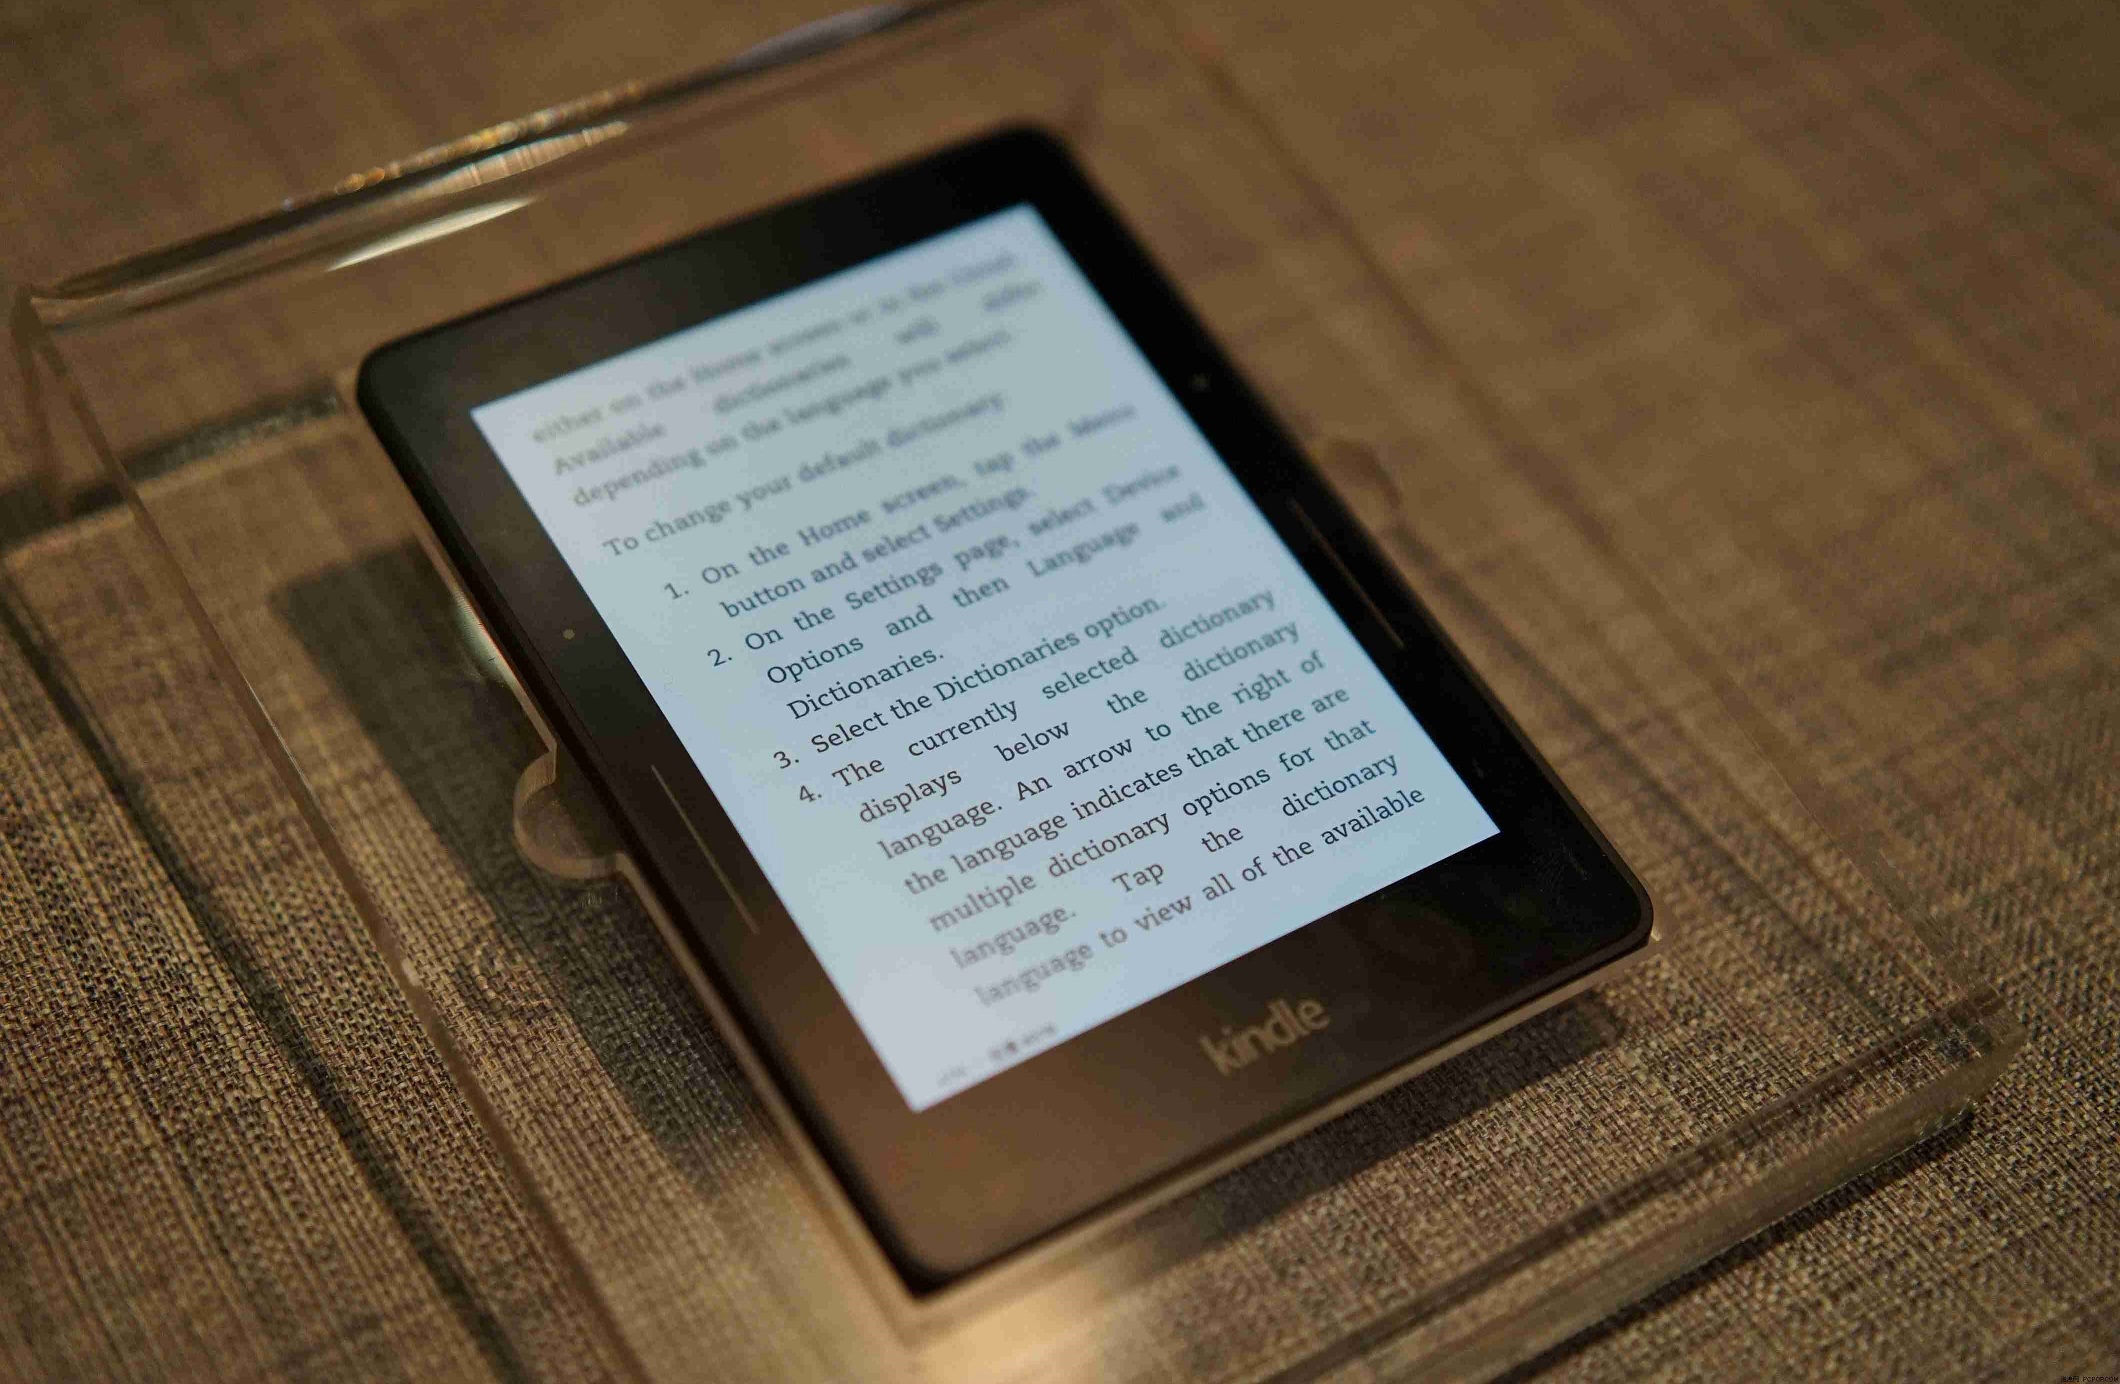 either on the Home screen or in the
Available dictionaries will differ
depending on the language you select.
To change your default dictionary:
1. On the Home screen, tap the Menu
button and select Settings.
2. On the Settings page, select Device
Options and then Language and
Dictionaries.
3. Select the Dictionaries option.
4. The currently selected dictionary
displays below the dictionary
language. An arrow to the right of
the language indicates that there are
multiple dictionary options for that
language. Tap the dictionary
language to view all of the available
kindle